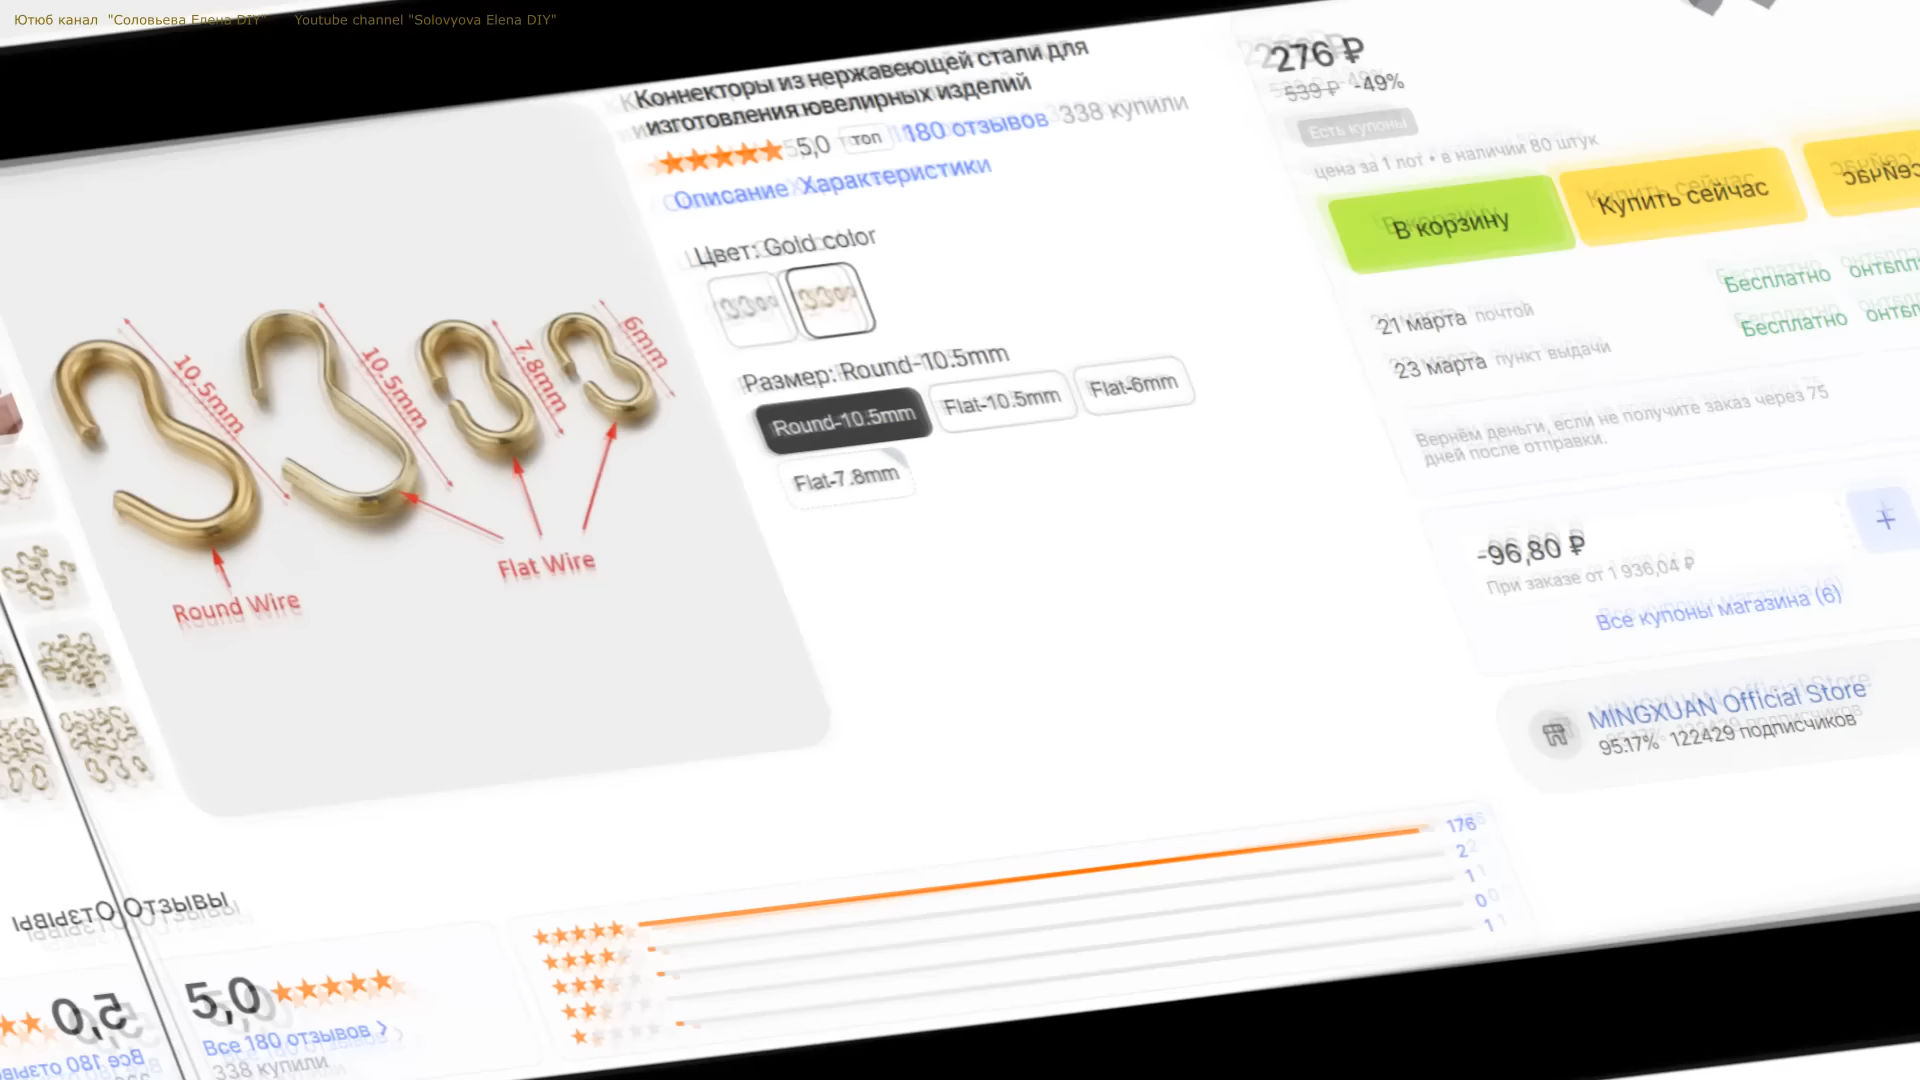 Ютюб канал "Соловьева Елена DIY" Youtube channel "Solovyova Elena DIY"
Коннекторы из нержавеющей стали для
изготовления ювелирных изделий
5,0 топ 180 отзывов 338 купили
Описание Характеристики
Цвет: Gold color
Размер: Round-10.5mm
Round-10.5mm Flat-10.5mm Flat-6mm
Flat-7.8mm
10.5mm
10.5mm
7.8mm
6mm
Round Wire
Flat Wire
276 ₽
539 ₽ -49%
Есть купоны
цена за 1 лот • в наличии 80 штук
В корзину
Купить сейчас
21 марта почтой Бесплатно
23 марта пункт выдачи Бесплатно
Вернём деньги, если не получите заказ через 75
дней после отправки.
-96,80 ₽
При заказе от 1 936,04 ₽
Все купоны магазина (6)
MINGXUAN Official Store
95.17% 122429 подписчиков
Отзывы
5,0
Все 180 отзывов
338 купили
176
2
1
0
1